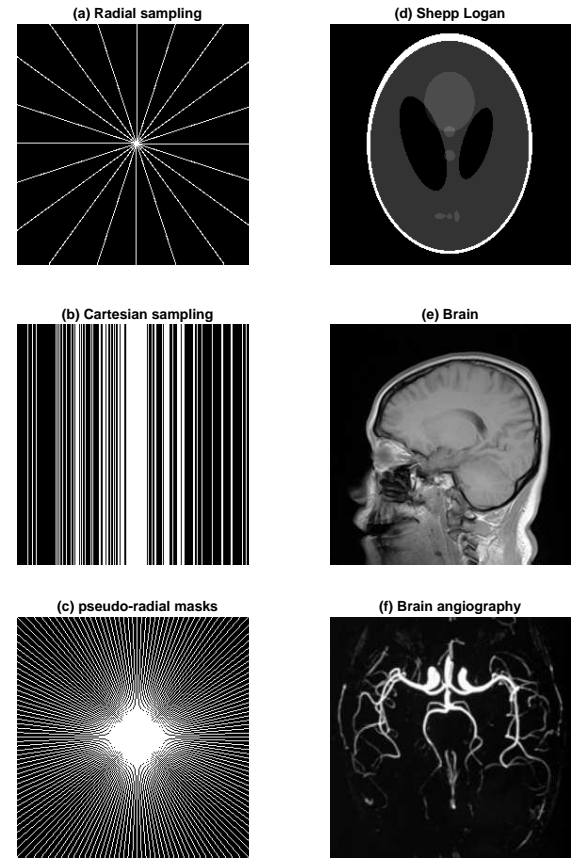 (a) Radial sampling
(d) Shepp Logan
(b) Cartesian sampling
(e) Brain
(c) pseudo-radial masks
(f) Brain angiography